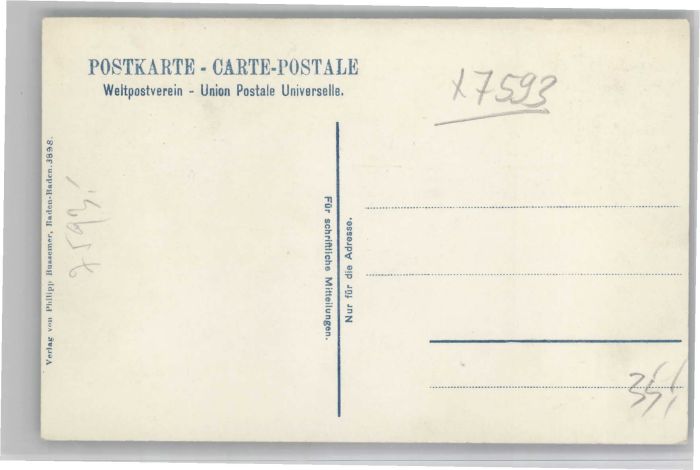 POSTKARTE - CARTE-POSTALE
Weltpostverein - Union Postale Universelle.
x7593
Verlag von Philipp Bussemer, Baden-Baden. 3898.
7593.
Für schriftliche Mitteilungen.
Nur für die Adresse.